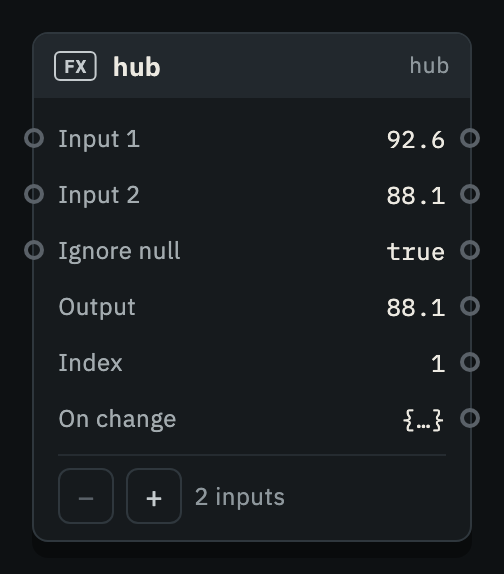 FX hub hub
Input 1 92.6
Input 2 88.1
Ignore null true
Output 88.1
Index 1
On change {…}
− + 2 inputs